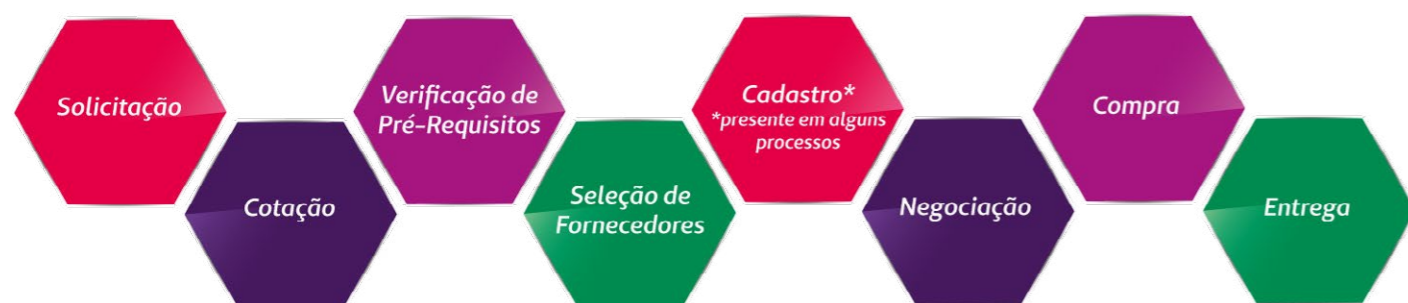 Solicitação
Cotação
Verificação de
Pré-Requisitos
Seleção de
Fornecedores
Cadastro*
*presente em alguns
processos
Negociação
Compra
Entrega